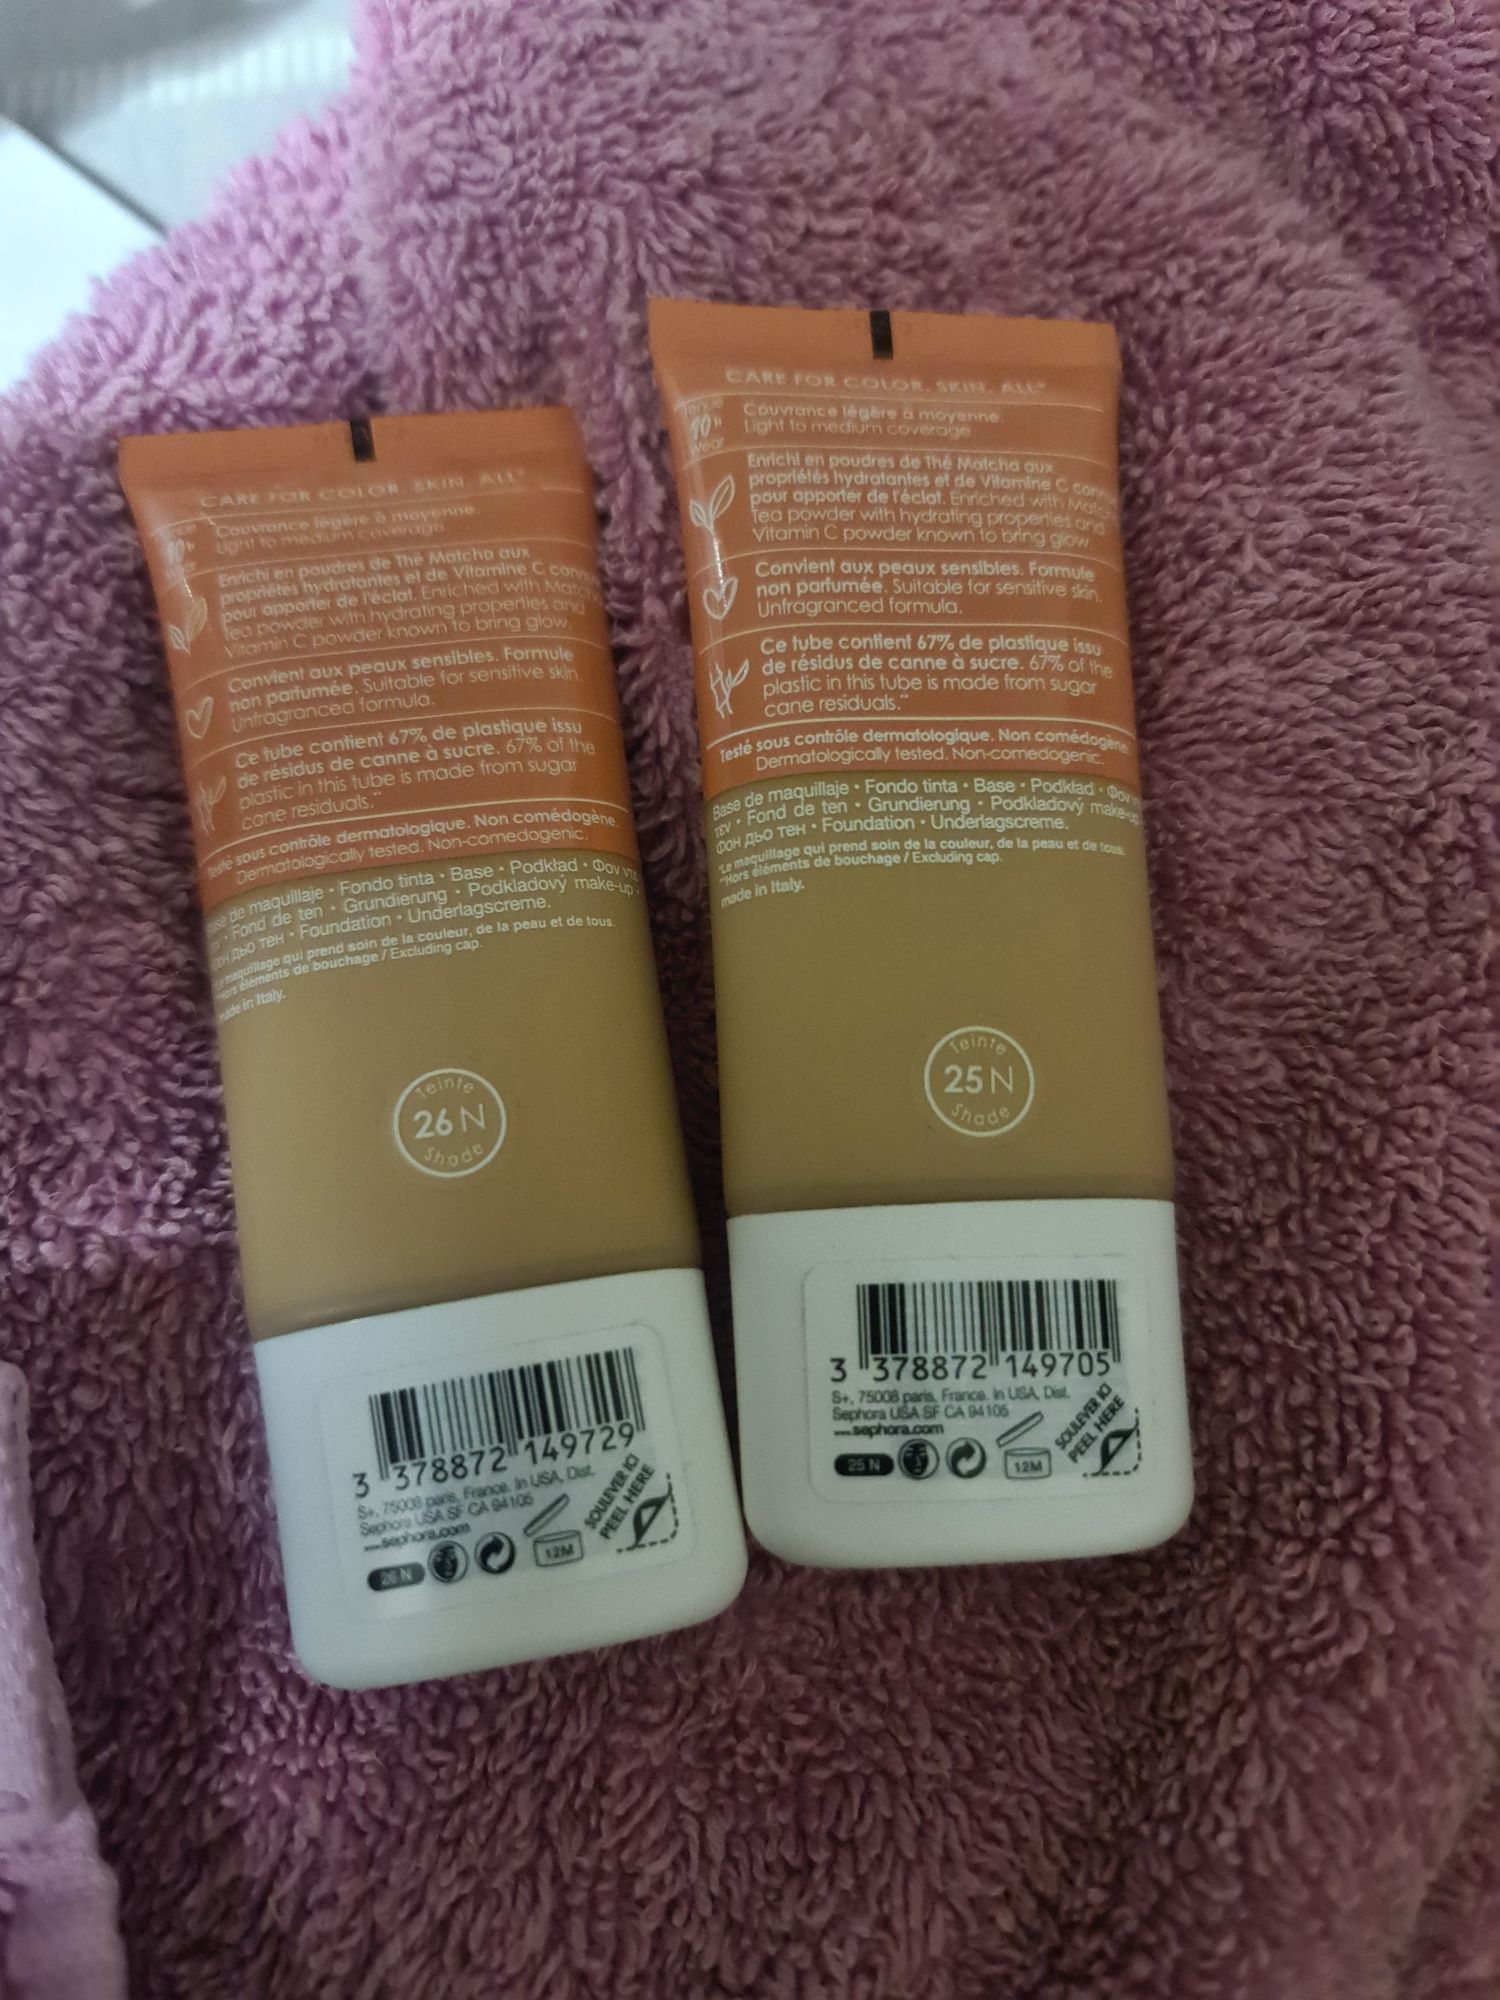 CARE FOR COLOR. SKIN. ALL*
Couvrance légère à moyenne.
Light to medium coverage
Enrichi en poudres de Thé Matcha aux
propriétés hydratantes et de Vitamine C
pour apporter de l'éclat. Enriched with
Tea powder with hydrating properties and
Vitamin C powder known to bring glow.
Convient aux peaux sensibles. Formule
non parfumée. Suitable for sensitive skin.
Unfragranced formula.
Ce tube contient 67% de plastique issu
de résidus de canne à sucre. 67% of the
plastic in this tube is made from sugar
cane residuals.**
Testé sous contrôle dermatologique. Non comédogène.
Dermatologically tested. Non-comedogenic.
de maquillaje • Fondo tinta • Base • Podkład •
• Fond de ten • Grundierung • Podkladový make-up •
ФОН ДЬО ТЕН • Foundation • Underlagscreme.
maquillage qui prend soin de la couleur, de la peau et de tous.
**Hors éléments de bouchage / Excluding cap.
made in Italy.
Teinte
26 N
Shade
3 378872 149729
S+, 75008 paris, France. In USA, Dist.
Sephora USA SF CA 94105
sephora.com
26 N
12M
SOULEVER ICI
PEEL HERE
CARE FOR COLOR. SKIN. ALL*
Tenue
10H
Wear
Couvrance légère à moyenne.
Light to medium coverage
Enrichi en poudres de Thé Matcha aux
propriétés hydratantes et de Vitamine C
pour apporter de l'éclat. Enriched with
Tea powder with hydrating properties and
Vitamin C powder known to bring glow.
Convient aux peaux sensibles. Formule
non parfumée. Suitable for sensitive skin.
Unfragranced formula.
Ce tube contient 67% de plastique issu
de résidus de canne à sucre. 67% of the
plastic in this tube is made from sugar
cane residuals.**
Testé sous contrôle dermatologique. Non comédogène.
Dermatologically tested. Non-comedogenic.
Base de maquillaje • Fondo tinta • Base • Podkład •
τεν • Fond de ten • Grundierung • Podkladový make-up
ФОН ДЬО ТЕН • Foundation • Underlagscreme.
*Le maquillage qui prend soin de la couleur, de la peau et de tous.
**Hors éléments de bouchage / Excluding cap.
made in Italy.
Teinte
25 N
Shade
3 378872 149705
S+, 75008 paris, France. In USA, Dist.
Sephora USA SF CA 94105
sephora.com
25 N
12M
SOULEVER ICI
PEEL HERE